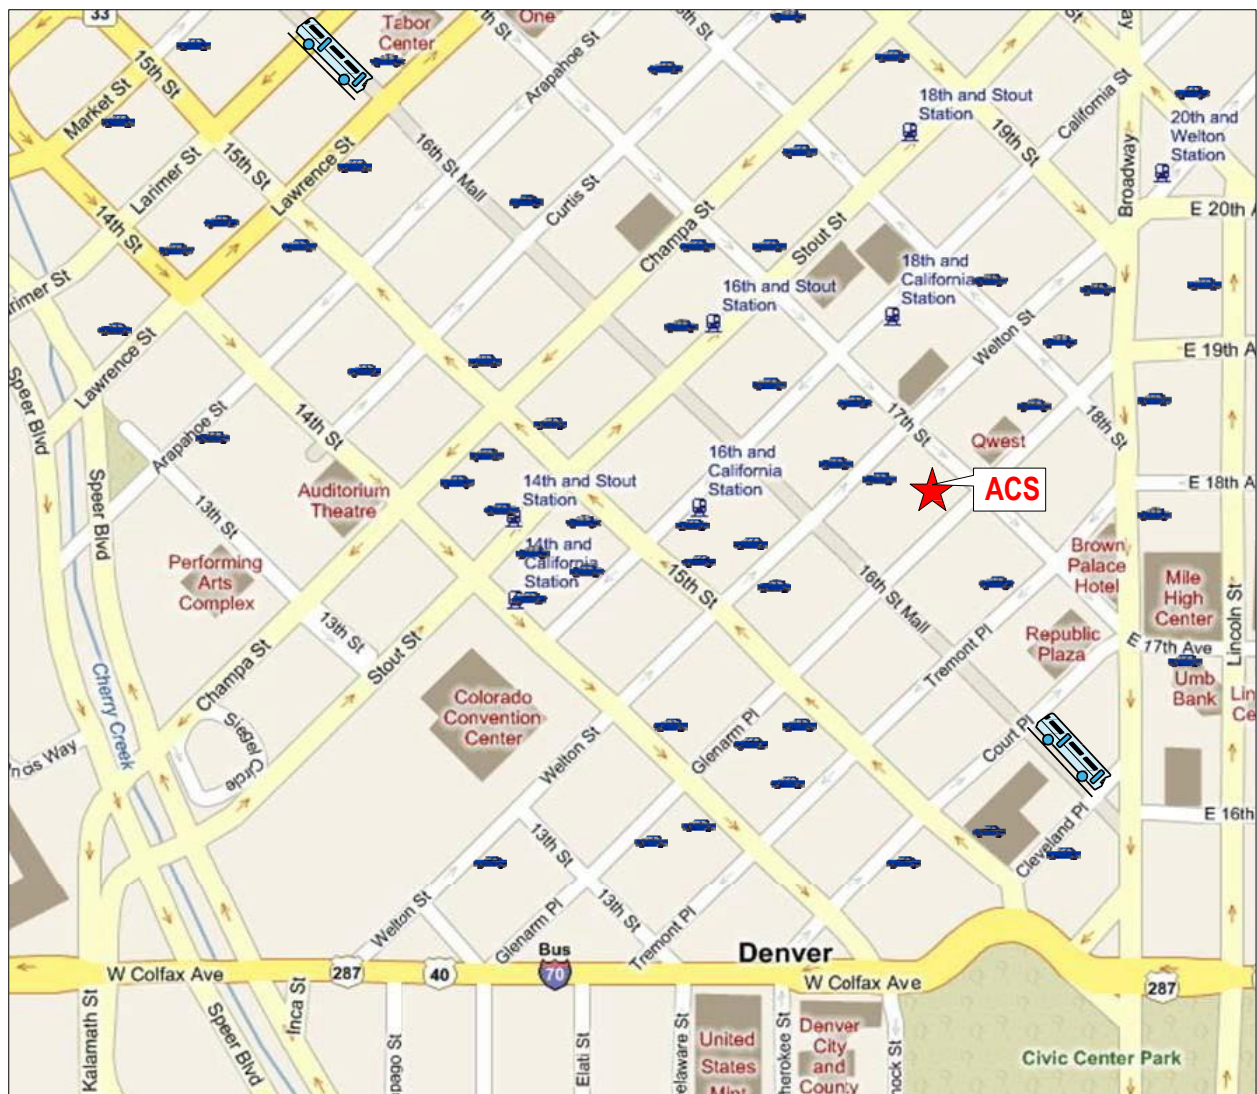 33
Tabor
Center
One
15th St
Market St
Arapahoe St
16th St Mall
Larimer St
15th St
Lawrence St
14th St
Curtis St
Champa St
Stout St
18th and Stout
Station
19th St
California St
Broadway
20th and
Welton
Station
E 20th
18th and
California
Station
16th and Stout
Station
Welton St
E 19th A
Lawrence St
Speer Blvd
Arapahoe St
14th St
17th St
18th St
Qwest
ACS
E 18th A
16th and
California
Station
14th and Stout
Station
14th and
California
Station
Auditorium
Theatre
Speer Blvd
13th St
Performing
Arts
Complex
13th St
Stout St
Champa St
15th St
16th St Mall
Brown
Palace
Hotel
Mile
High
Center
Lincoln St
Republic
Plaza
E 17th Ave
Umb
Bank
Tremont Pl
Court Pl
Cherry Creek
Siegel Circle
Colorado
Convention
Center
Welton St
Glenarm Pl
Cleveland Pl
E 16th
13th St
13th St
Welton St
Glenarm Pl
Tremont Pl
Bus
70
Denver
W Colfax Ave
287
40
W Colfax Ave
287
Kalamath St
Speer Blvd
Inca St
Elati St
United
States
Mint
Denver
City
and
County
Civic Center Park